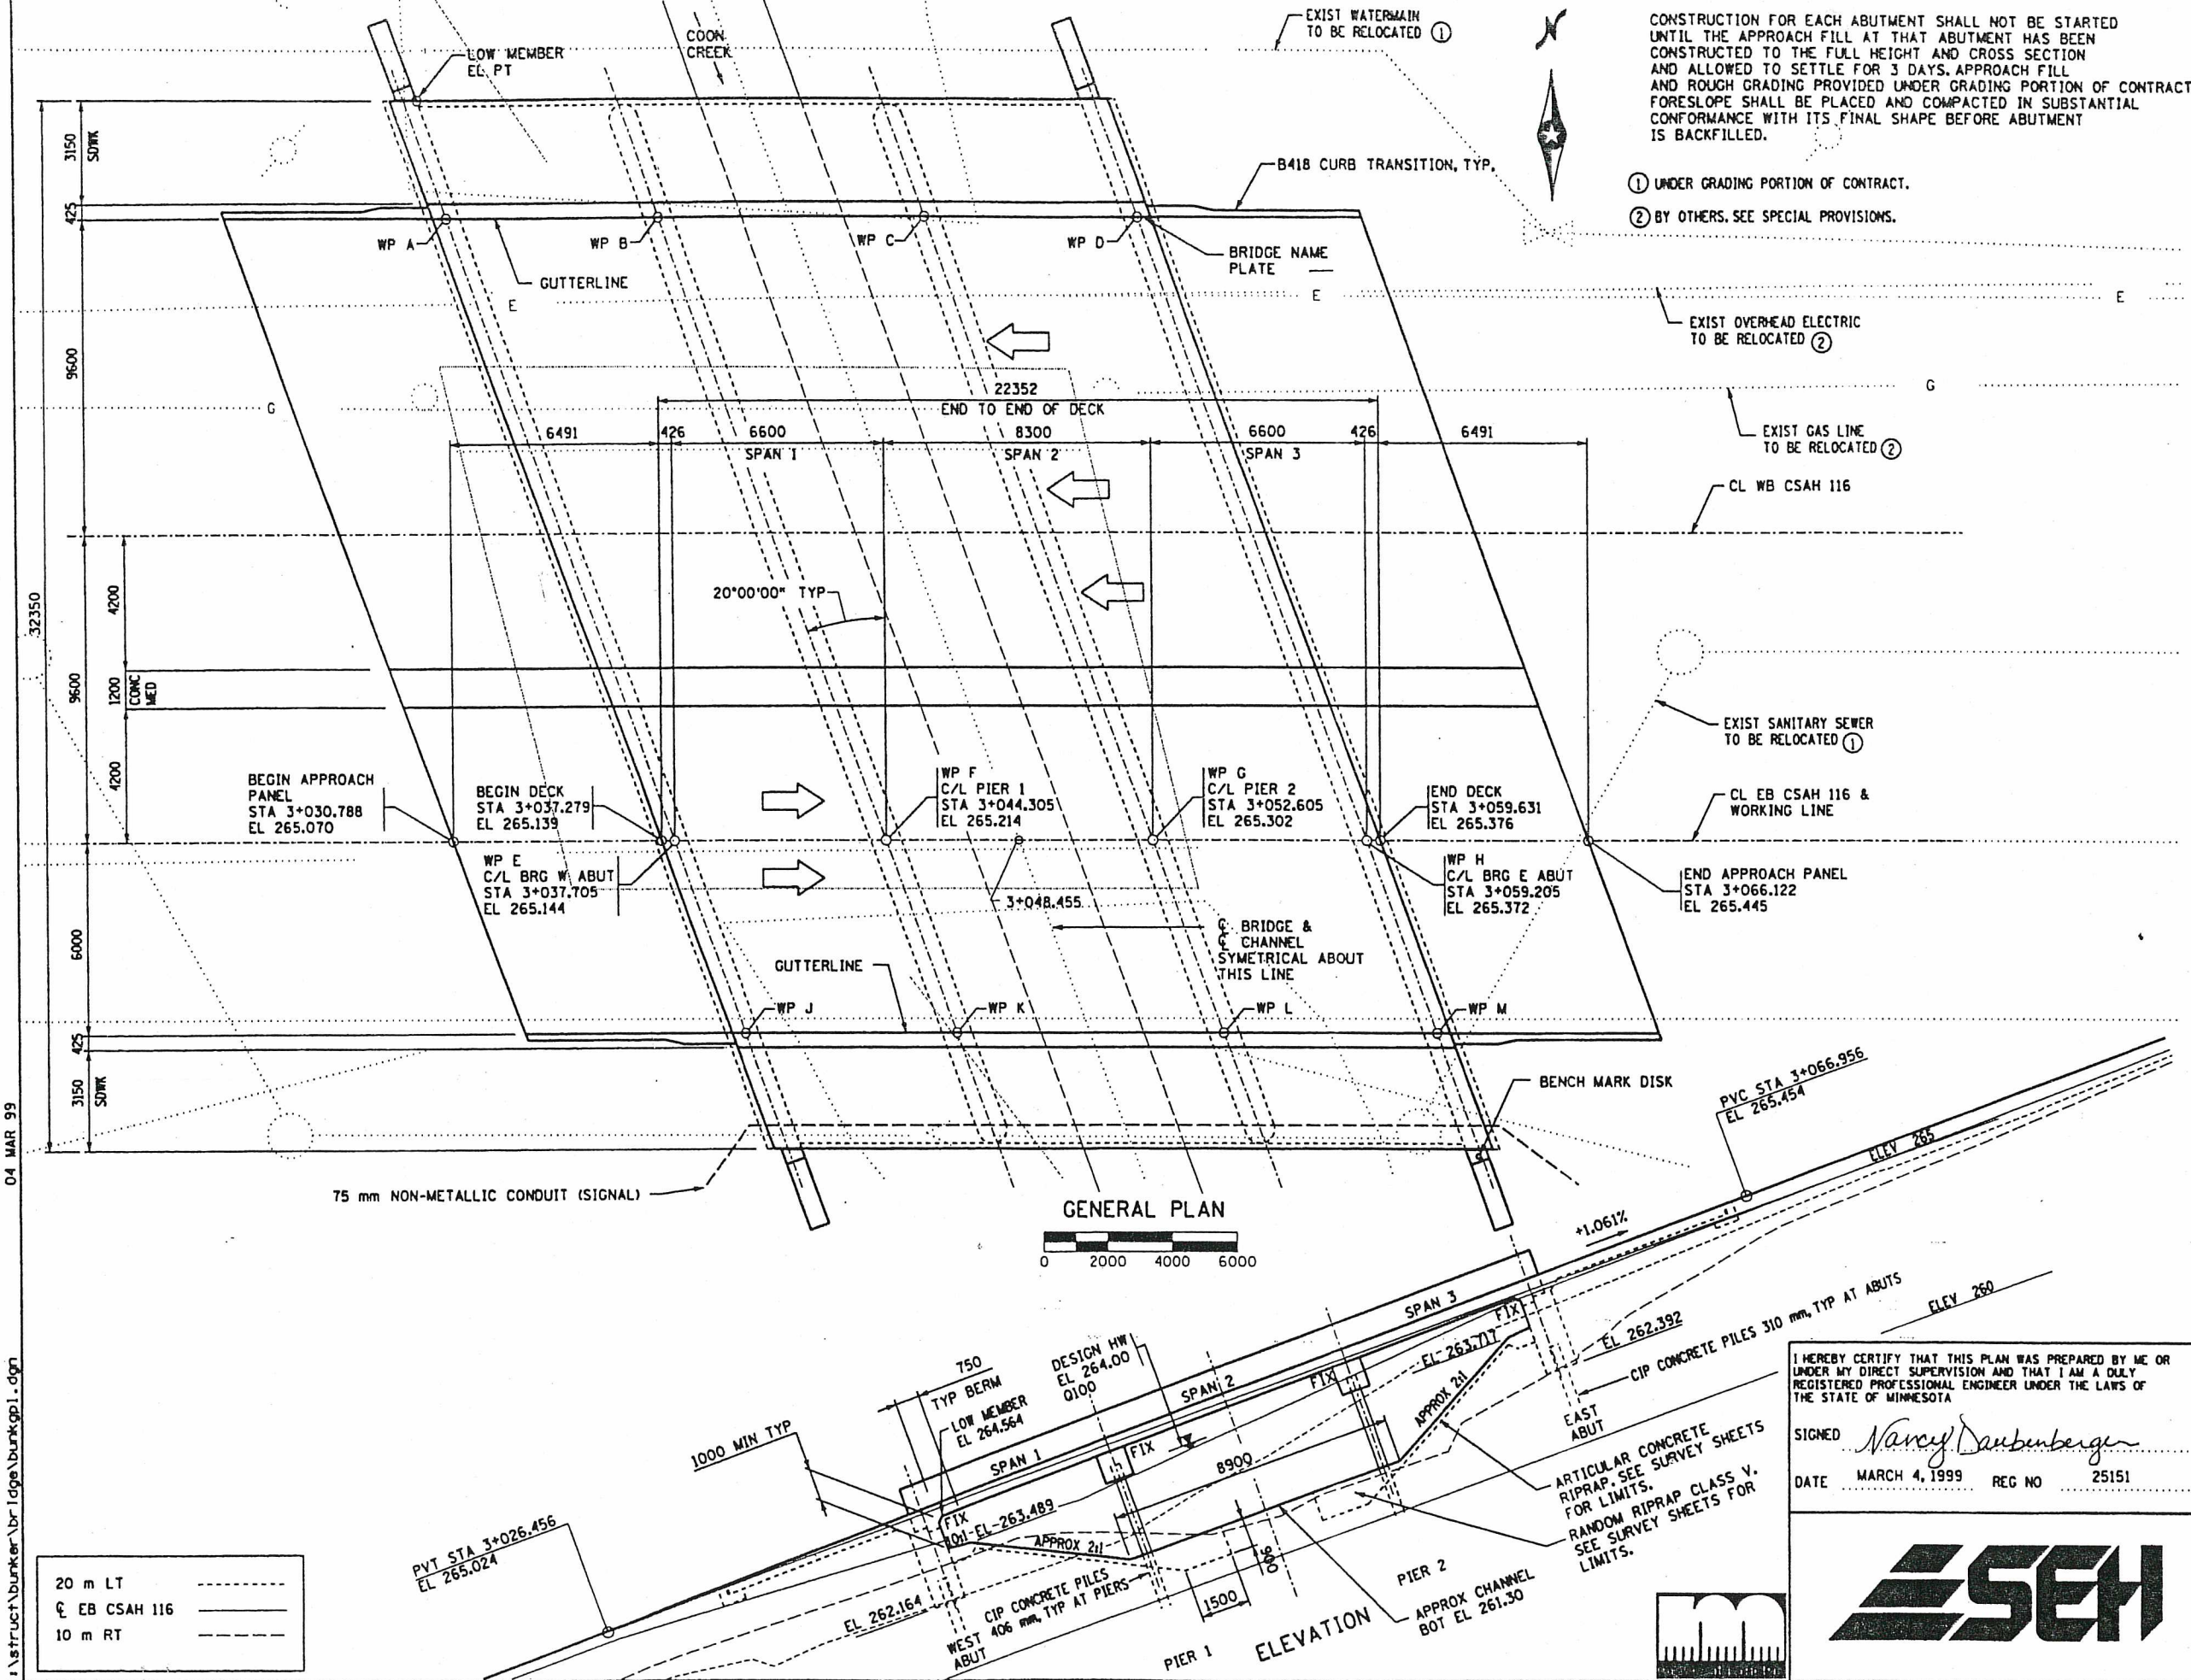 EXIST WATERMAIN
TO BE RELOCATED ①
N
CONSTRUCTION FOR EACH ABUTMENT SHALL NOT BE STARTED
UNTIL THE APPROACH FILL AT THAT ABUTMENT HAS BEEN
CONSTRUCTED TO THE FULL HEIGHT AND CROSS SECTION
AND ALLOWED TO SETTLE FOR 3 DAYS. APPROACH FILL
AND ROUGH GRADING PROVIDED UNDER GRADING PORTION OF CONTRACT
FORESLOPE SHALL BE PLACED AND COMPACTED IN SUBSTANTIAL
CONFORMANCE WITH ITS FINAL SHAPE BEFORE ABUTMENT
IS BACKFILLED.
① UNDER GRADING PORTION OF CONTRACT.
② BY OTHERS. SEE SPECIAL PROVISIONS.
LOW MEMBER
EL PT
COON
CREEK
3150
SDWK
425
9600
32350
9600
4200
1200
CONC
MED
4200
6000
425
3150
SDWK
B418 CURB TRANSITION, TYP.
WP A
WP B
WP C
WP D
BRIDGE NAME
PLATE
GUTTERLINE
E
E
E
EXIST OVERHEAD ELECTRIC
TO BE RELOCATED ②
G
G
22352
END TO END OF DECK
6491
426
6600
8300
6600
426
6491
SPAN 1
SPAN 2
SPAN 3
EXIST GAS LINE
TO BE RELOCATED ②
CL WB CSAH 116
20°00'00" TYP
EXIST SANITARY SEWER
TO BE RELOCATED ①
BEGIN APPROACH
PANEL
STA 3+030.788
EL 265.070
BEGIN DECK
STA 3+037.279
EL 265.139
WP F
C/L PIER 1
STA 3+044.305
EL 265.214
WP G
C/L PIER 2
STA 3+052.605
EL 265.302
END DECK
STA 3+059.631
EL 265.376
CL EB CSAH 116 &
WORKING LINE
WP E
C/L BRG W ABUT
STA 3+037.705
EL 265.144
3+048.455
WP H
C/L BRG E ABUT
STA 3+059.205
EL 265.372
END APPROACH PANEL
STA 3+066.122
EL 265.445
℄ BRIDGE &
℄ CHANNEL
SYMETRICAL ABOUT
THIS LINE
GUTTERLINE
WP J
WP K
WP L
WP M
BENCH MARK DISK
75 mm NON-METALLIC CONDUIT (SIGNAL)
GENERAL PLAN
0 2000 4000 6000
PVC STA 3+066.956
EL 265.454
ELEV 265
+1.061%
ELEV 260
SPAN 3
FIX
EL 263.717
EL 262.392
CIP CONCRETE PILES 310 mm, TYP AT ABUTS
750
TYP BERM
DESIGN HW
EL 264.00
Q100
SPAN 2
FIX
LOW MEMBER
EL 264.564
1000 MIN TYP
SPAN 1
FIX
8900
APPROX 2:1
EAST
ABUT
ARTICULAR CONCRETE
RIPRAP. SEE SURVEY SHEETS
FOR LIMITS.
RANDOM RIPRAP CLASS V.
SEE SURVEY SHEETS FOR
LIMITS.
FIX
10:1
EL 263.489
APPROX 2:1
PVT STA 3+026.456
EL 265.024
EL 262.164
WEST
ABUT
CIP CONCRETE PILES
406 mm, TYP AT PIERS
900
1500
PIER 1
PIER 2
APPROX CHANNEL
BOT EL 261.30
ELEVATION
20 m LT
℄ EB CSAH 116
10 m RT
I HEREBY CERTIFY THAT THIS PLAN WAS PREPARED BY ME OR
UNDER MY DIRECT SUPERVISION AND THAT I AM A DULY
REGISTERED PROFESSIONAL ENGINEER UNDER THE LAWS OF
THE STATE OF MINNESOTA
SIGNED Nancy Daubenberger
DATE MARCH 4, 1999 REG NO 25151
m
SEH
04 MAR 99
:\struct\bunker\bridge\bunkgpl.dgn